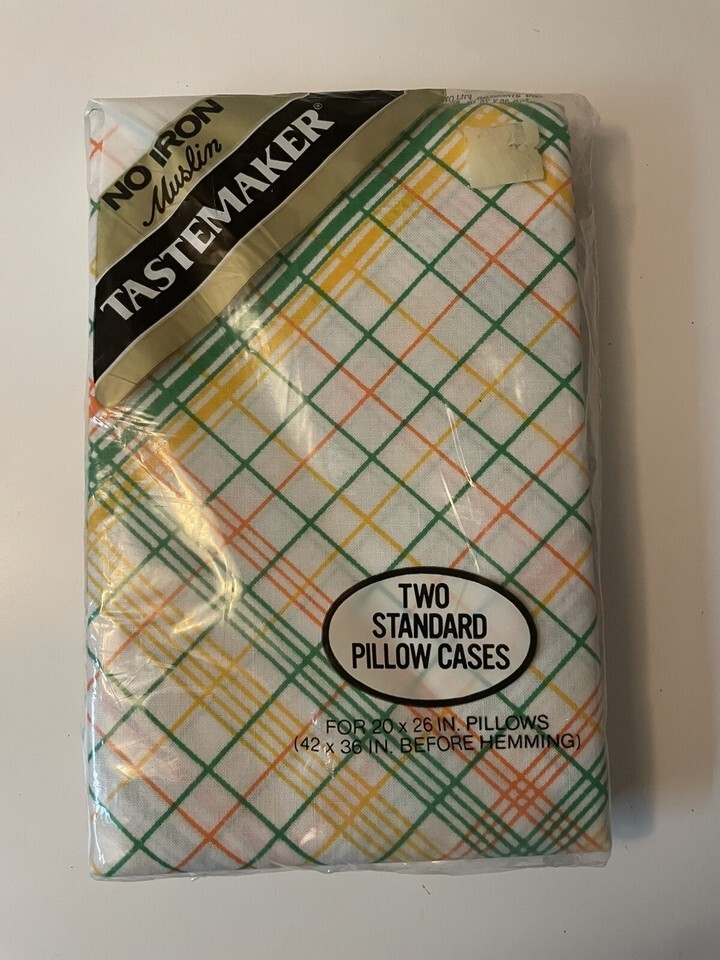 NO IRON
Muslin
TASTEMAKER®
TWO
STANDARD
PILLOW CASES
FOR 20 x 26 IN. PILLOWS
(42 x 36 IN. BEFORE HEMMING)